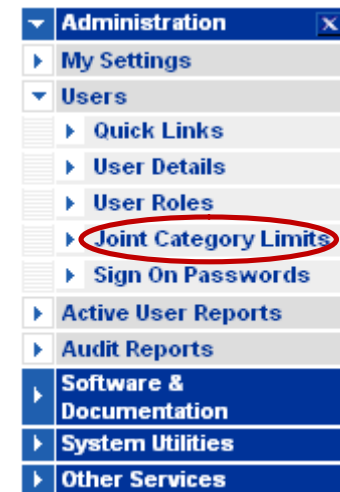 Administration
My Settings
Users
Quick Links
User Details
User Roles
Joint Category Limits
Sign On Passwords
Active User Reports
Audit Reports
Software &
Documentation
System Utilities
Other Services